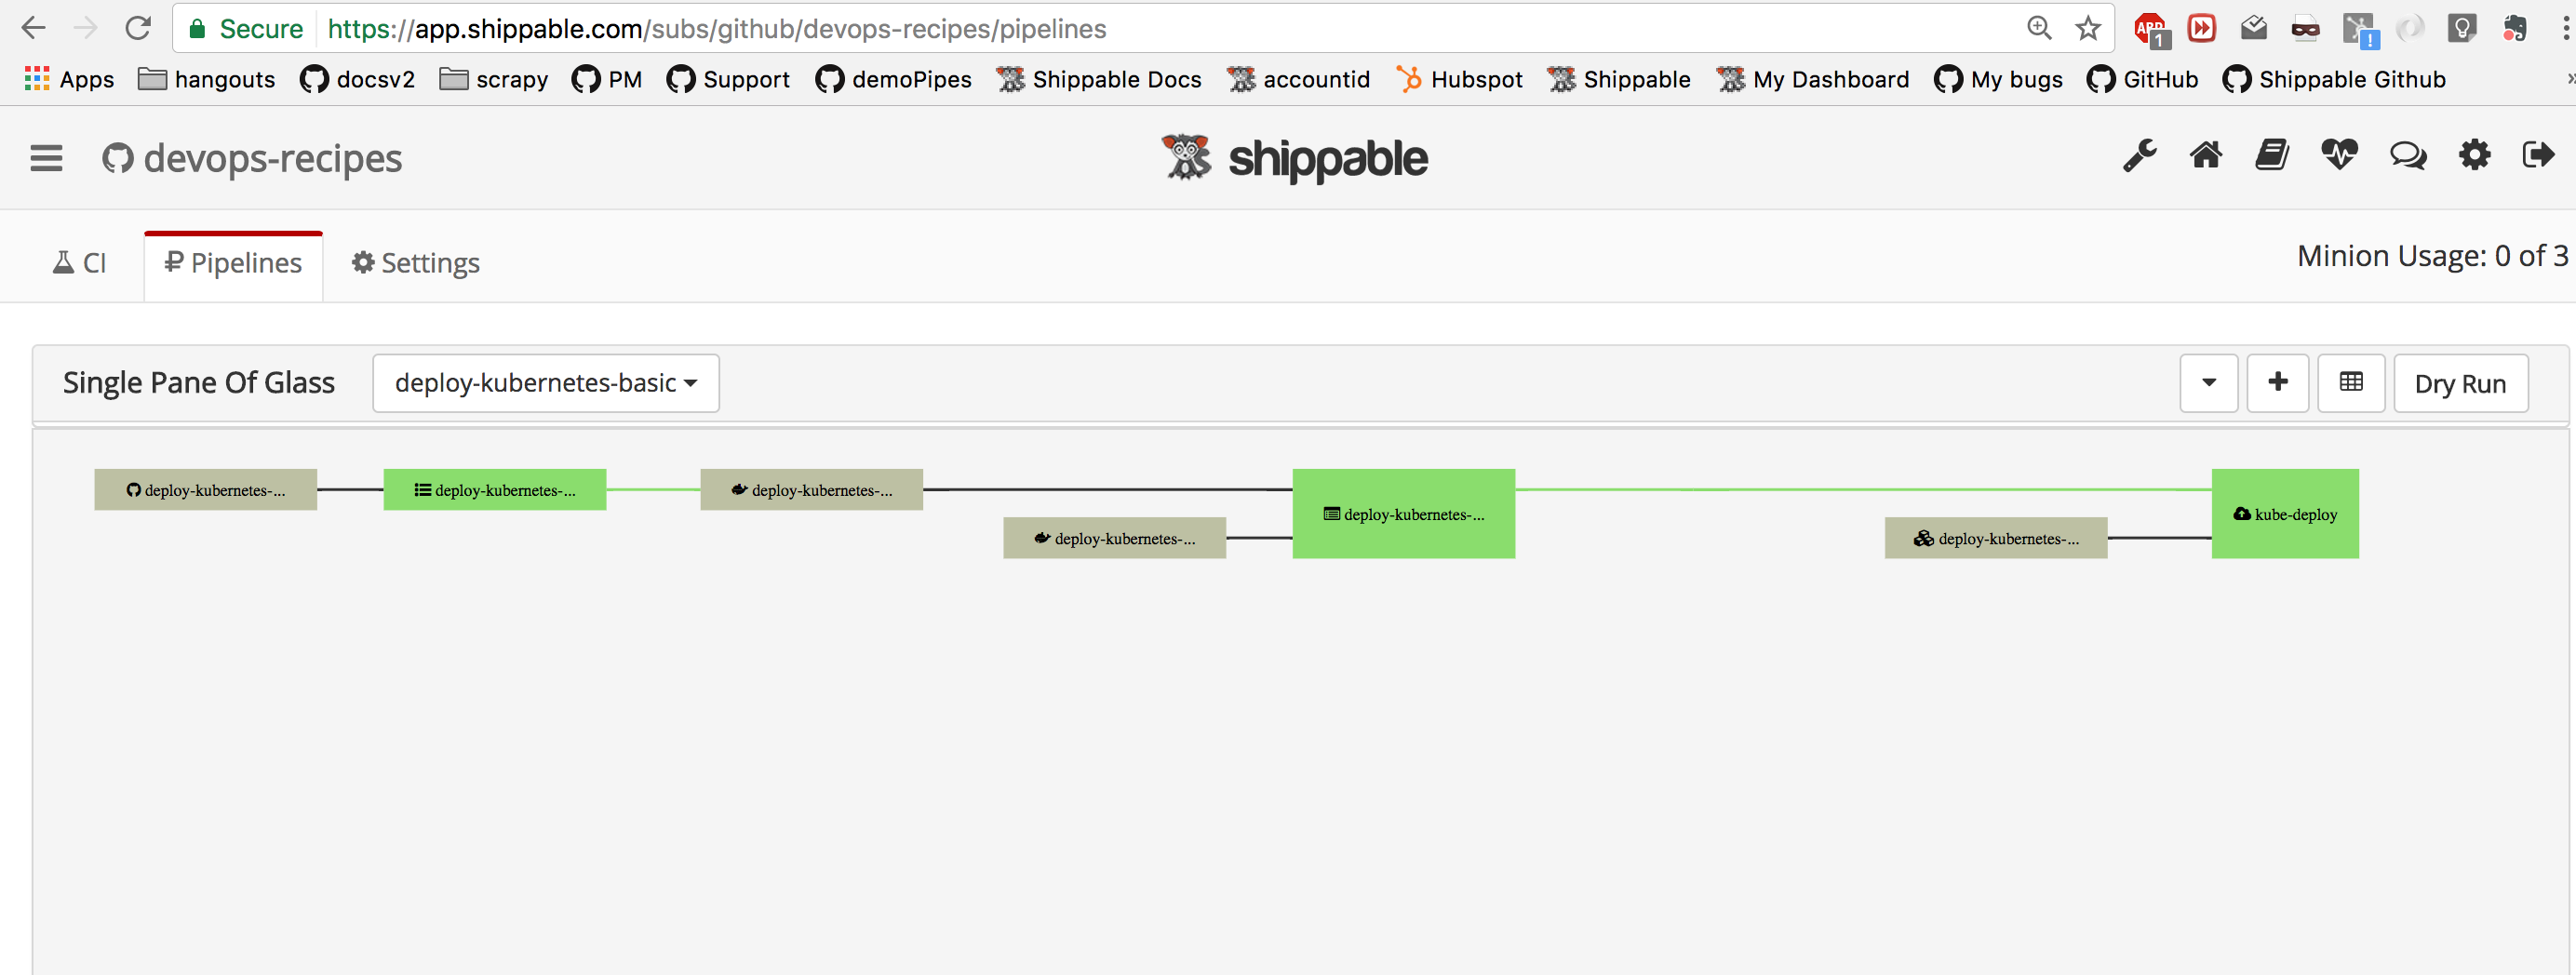 Secure https://app.shippable.com/subs/github/devops-recipes/pipelines ABP 1 !
Apps hangouts docsv2 scrapy PM Support demoPipes Shippable Docs accountid Hubspot Shippable My Dashboard My bugs GitHub Shippable Github »
devops-recipes shippable
CI Pipelines Settings Minion Usage: 0 of 3
Single Pane Of Glass deploy-kubernetes-basic Dry Run
deploy-kubernetes-... deploy-kubernetes-... deploy-kubernetes-...
deploy-kubernetes-... kube-deploy
deploy-kubernetes-... deploy-kubernetes-...